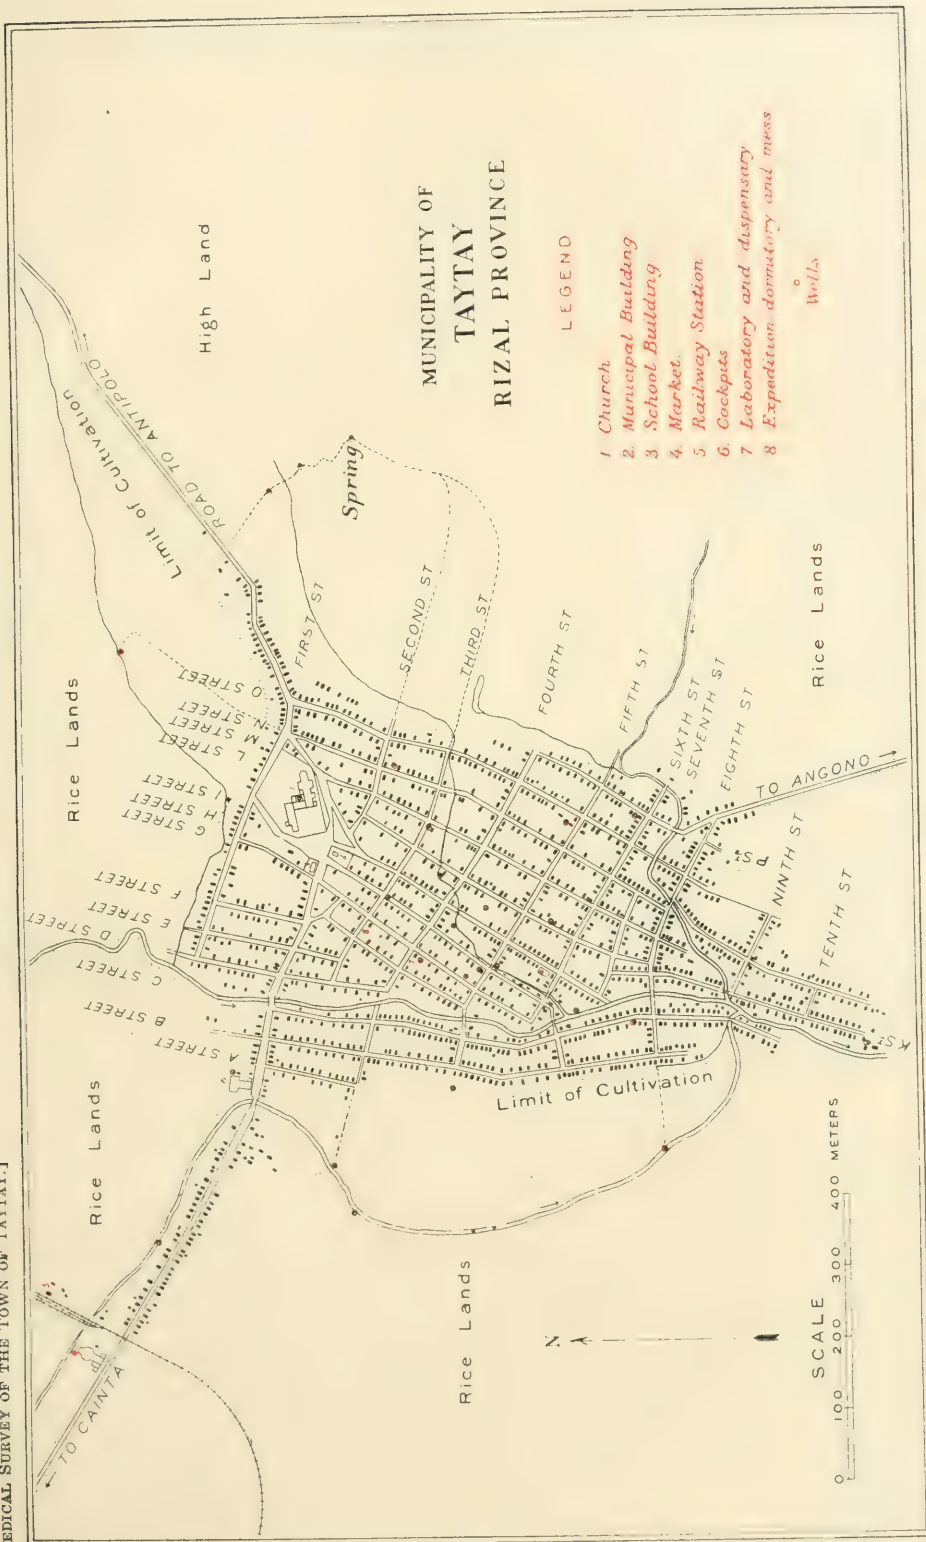 EDICAL SURVEY OF THE TOWN OF TAYTAY.]
MUNICIPALITY OF
TAYTAY
RIZAL PROVINCE
LEGEND
1 Church
2. Municipal Building
3. School Building
4. Market.
5 Railway Station
6. Cockpits
7 Laboratory and dispensary
8 Expedition dormitory and mess
Wells
High Land
Limit of Cultivation
ROAD TO ANTIPOLO
Spring
Rice Lands
FIRST ST
SECOND ST
THIRD ST
FOURTH ST
FIFTH ST
SIXTH ST
SEVENTH ST
EIGHTH ST
NINTH ST
TENTH ST
TO ANGONO
Rice Lands
O STREET
N. STREET
M STREET
L STREET
I STREET
H STREET
G STREET
F STREET
E STREET
D STREET
C STREET
B STREET
A STREET
P St.
K St
Rice Lands
Limit of Cultivation
TO CAINTA
Rice Lands
N
SCALE
0 100 200 300 400 METERS